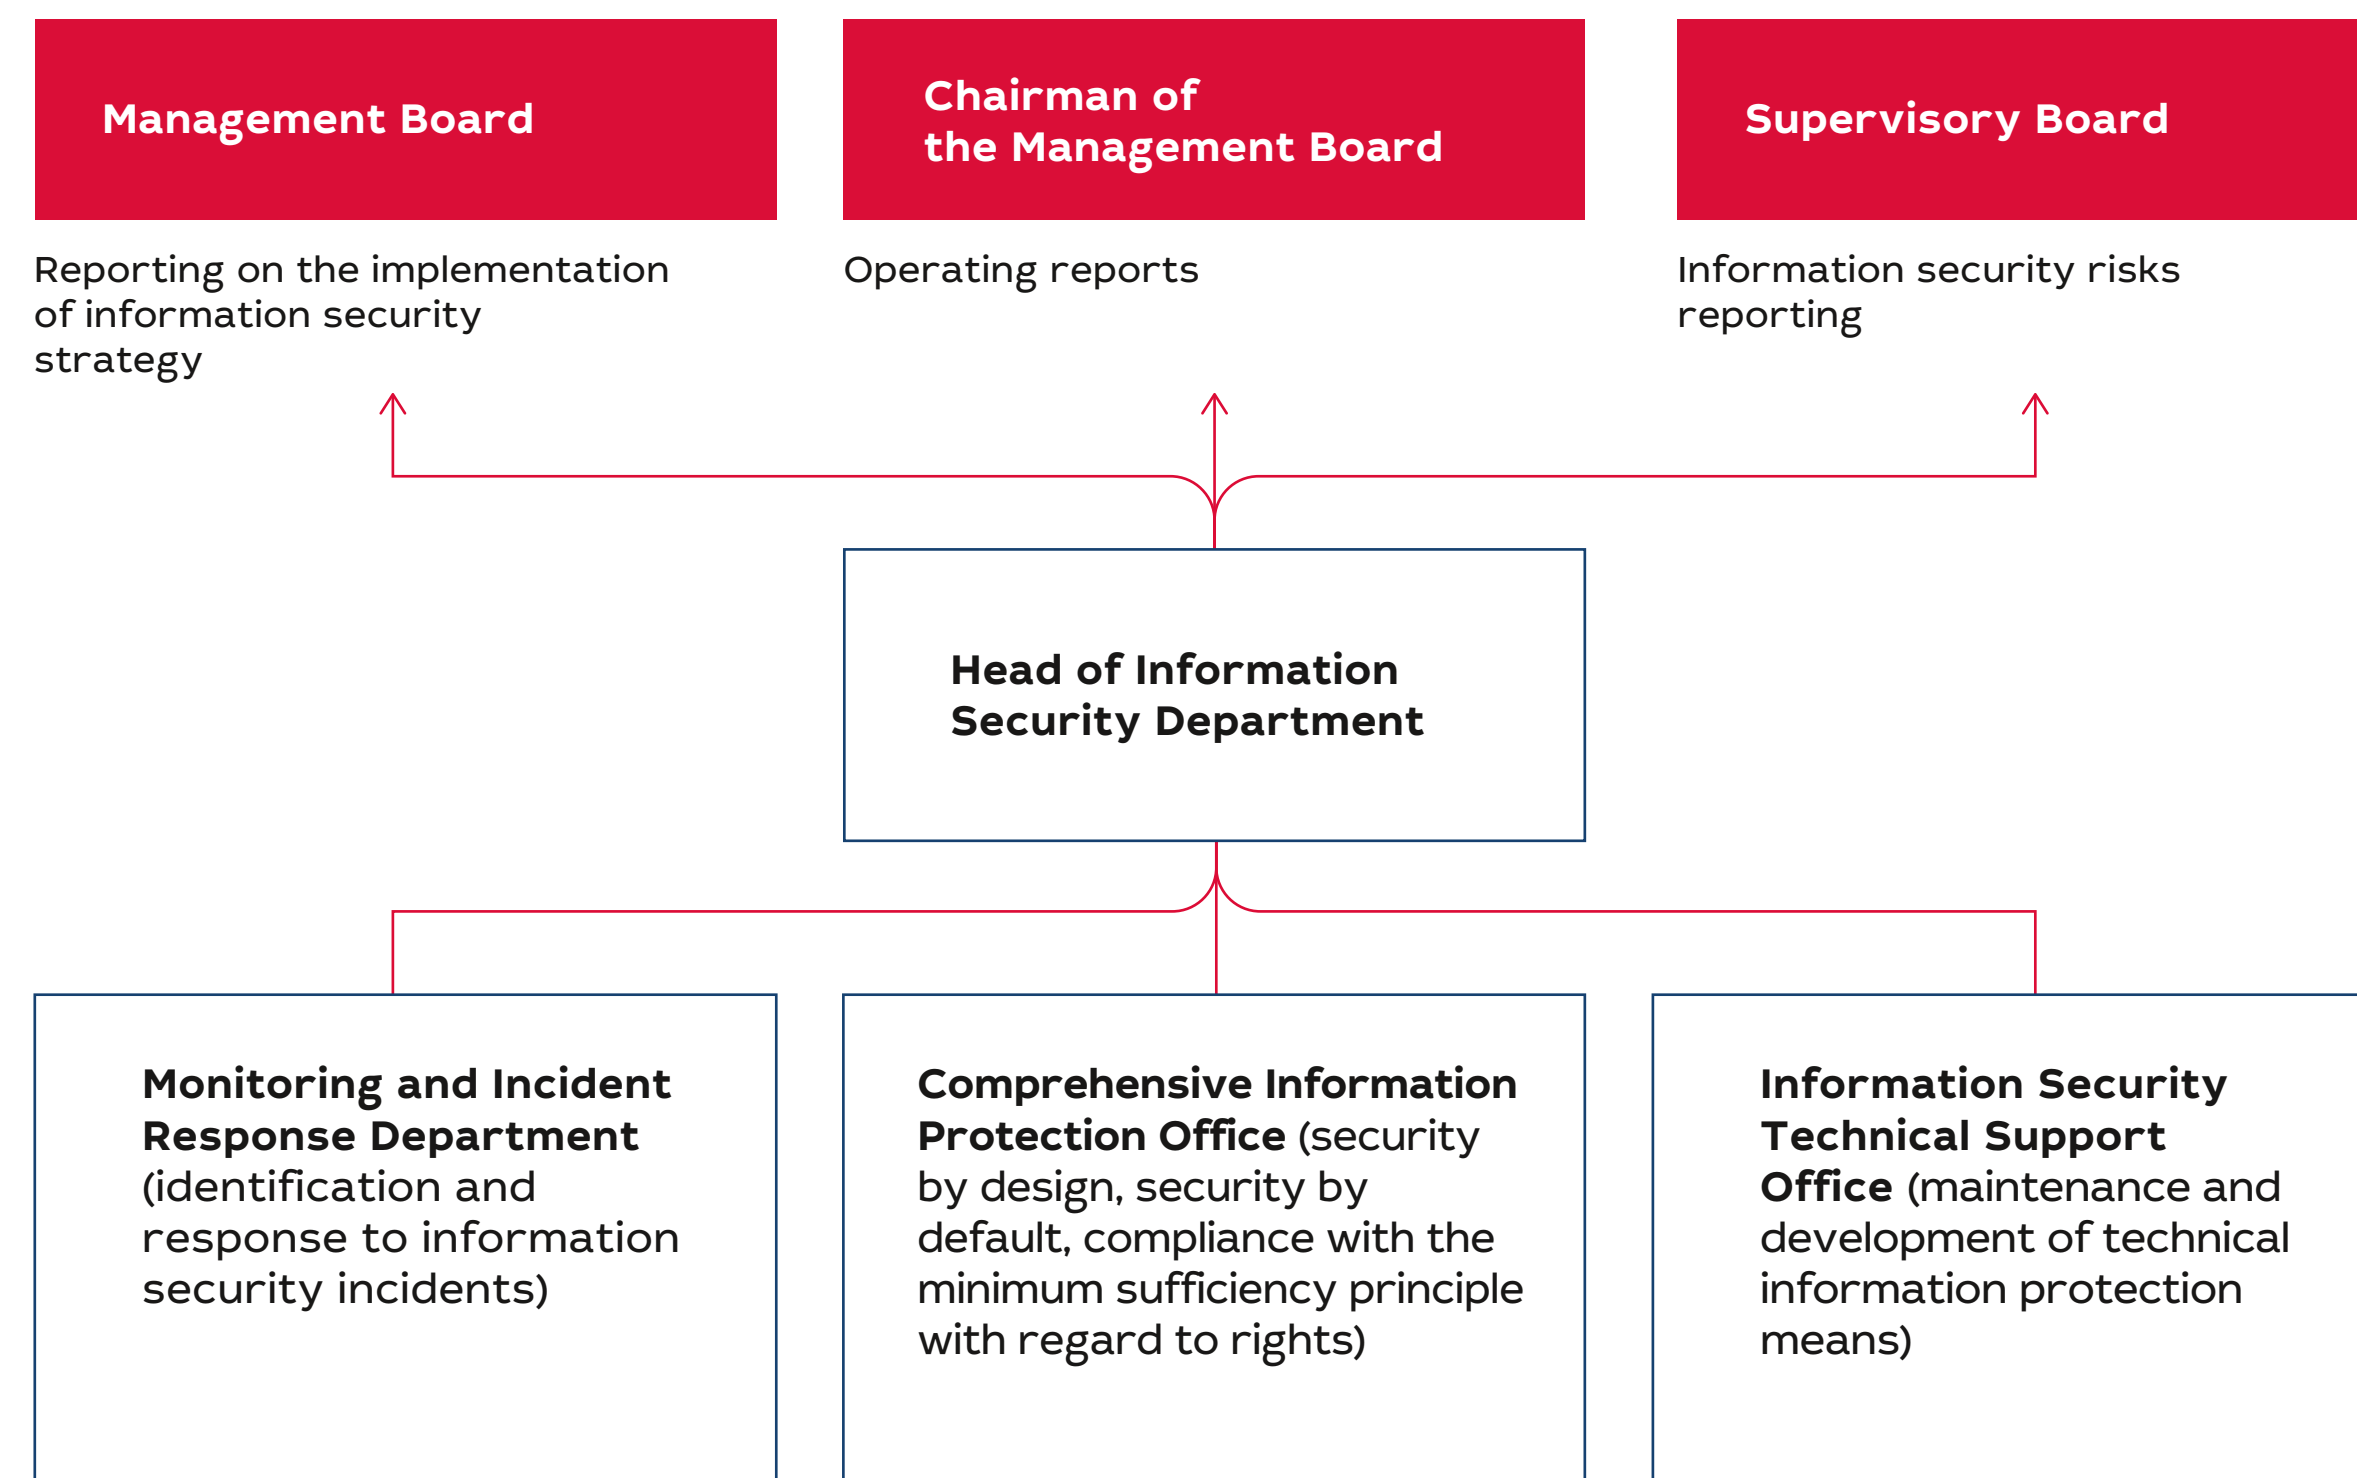 Management Board
Chairman of
the Management Board
Supervisory Board
Reporting on the implementation
of information security
strategy
Operating reports
Information security risks
reporting
Head of Information
Security Department
Monitoring and Incident
Response Department
(identification and
response to information
security incidents)
Comprehensive Information
Protection Office (security
by design, security by
default, compliance with the
minimum sufficiency principle
with regard to rights)
Information Security
Technical Support
Office (maintenance and
development of technical
information protection
means)